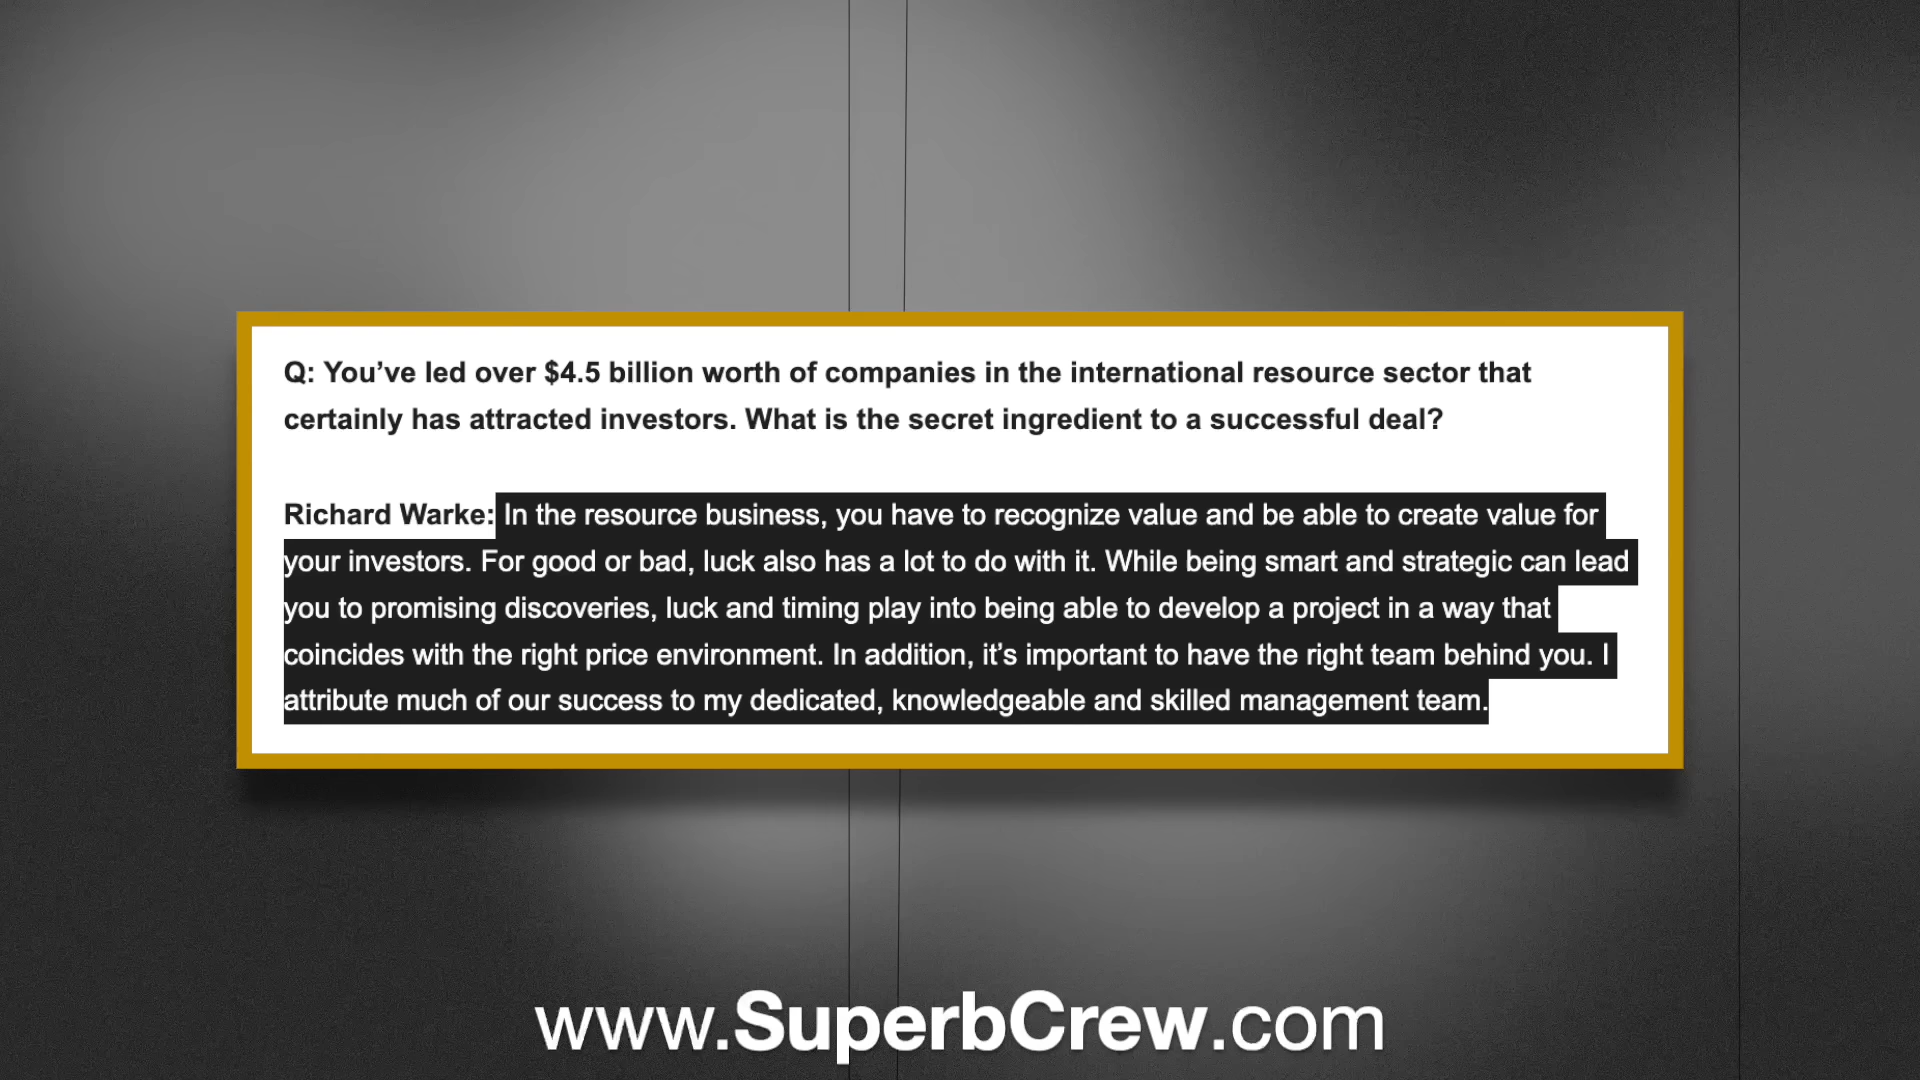 Q: You’ve led over $4.5 billion worth of companies in the international resource sector that
certainly has attracted investors. What is the secret ingredient to a successful deal?
Richard Warke: In the resource business, you have to recognize value and be able to create value for
your investors. For good or bad, luck also has a lot to do with it. While being smart and strategic can lead
you to promising discoveries, luck and timing play into being able to develop a project in a way that
coincides with the right price environment. In addition, it’s important to have the right team behind you. I
attribute much of our success to my dedicated, knowledgeable and skilled management team.
www.SuperbCrew.com